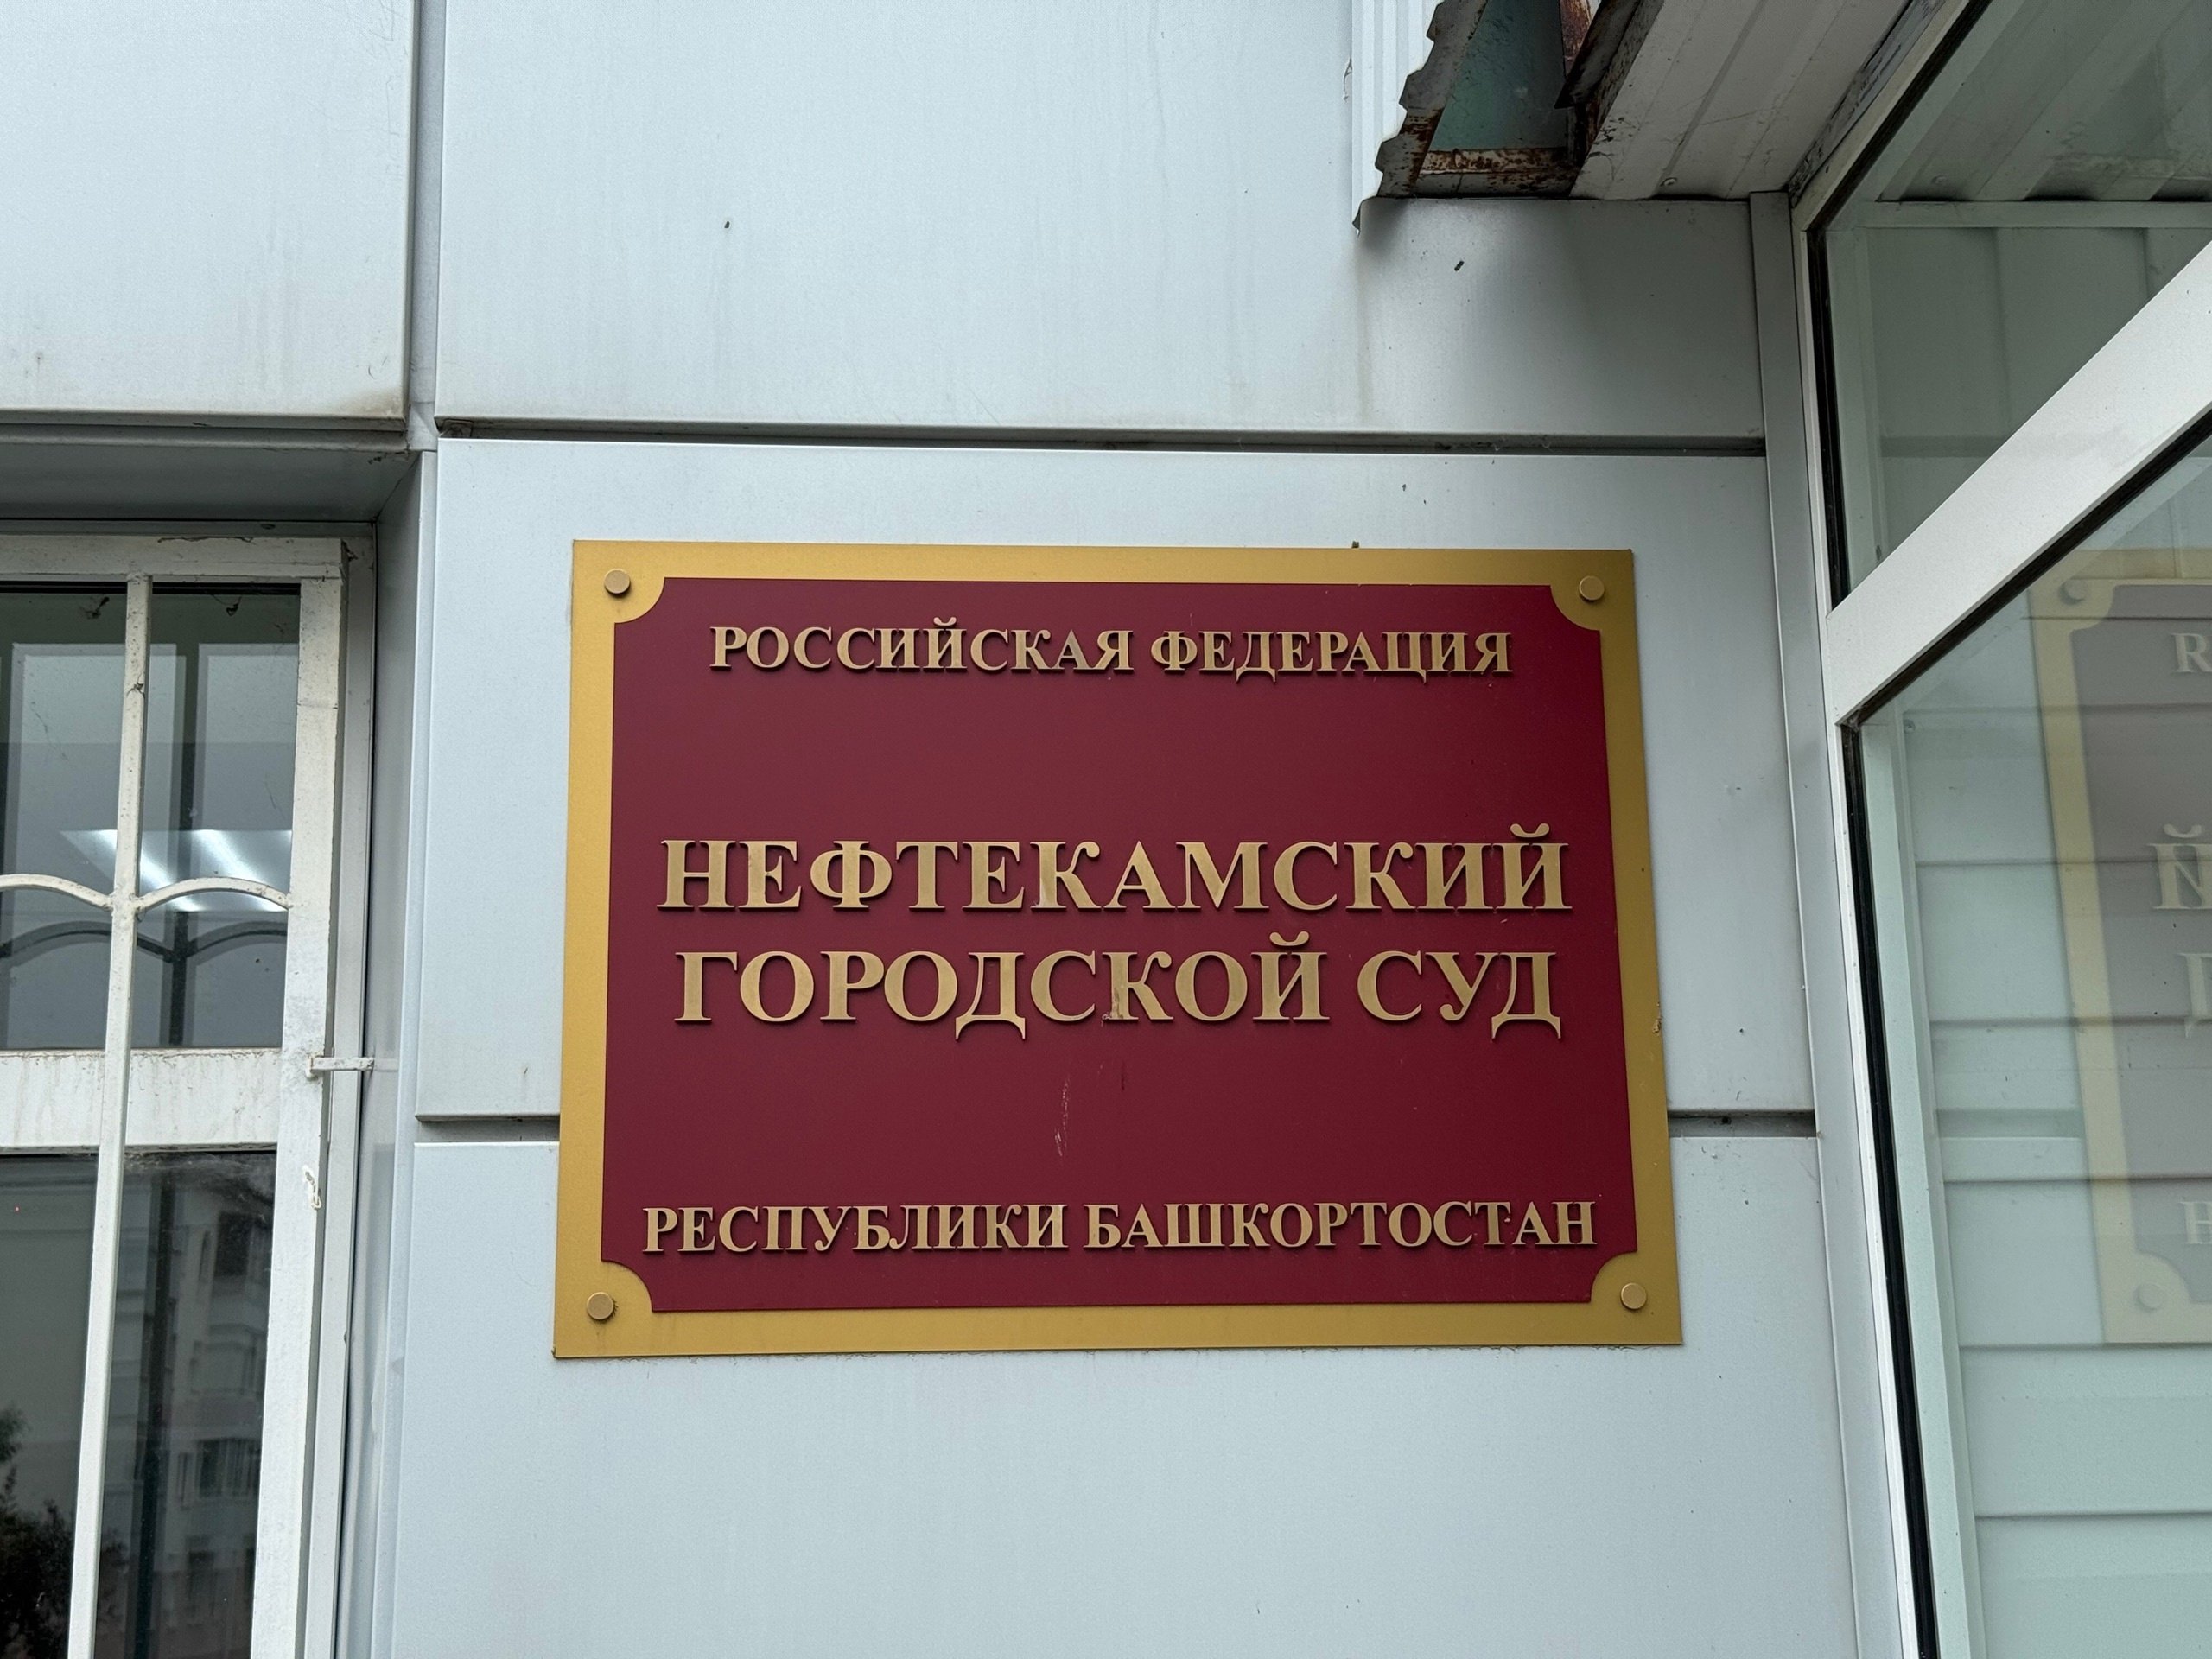 РОССИЙСКАЯ ФЕДЕРАЦИЯ
НЕФТЕКАМСКИЙ
ГОРОДСКОЙ СУД
РЕСПУБЛИКИ БАШКОРТОСТАН